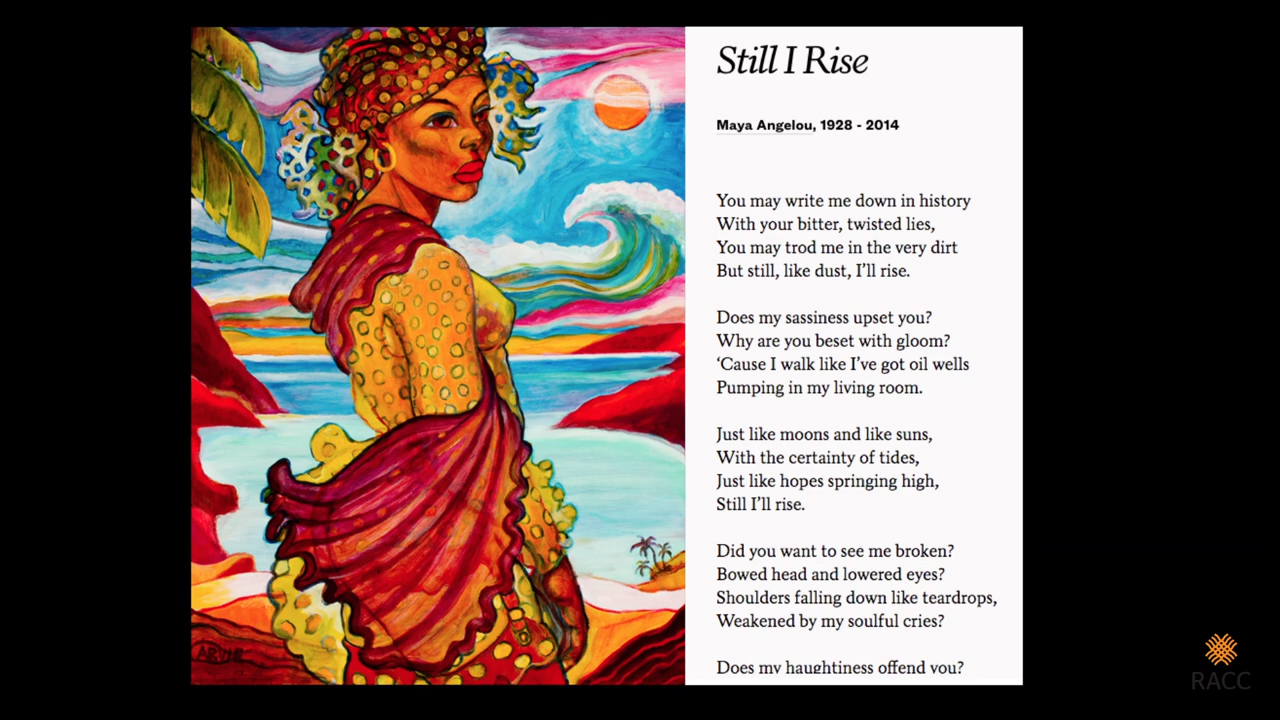 Still I Rise
Maya Angelou, 1928 - 2014
You may write me down in history
With your bitter, twisted lies,
You may trod me in the very dirt
But still, like dust, I’ll rise.
Does my sassiness upset you?
Why are you beset with gloom?
‘Cause I walk like I’ve got oil wells
Pumping in my living room.
Just like moons and like suns,
With the certainty of tides,
Just like hopes springing high,
Still I’ll rise.
Did you want to see me broken?
Bowed head and lowered eyes?
Shoulders falling down like teardrops,
Weakened by my soulful cries?
Does my haughtiness offend you?
ARVIE
RACC